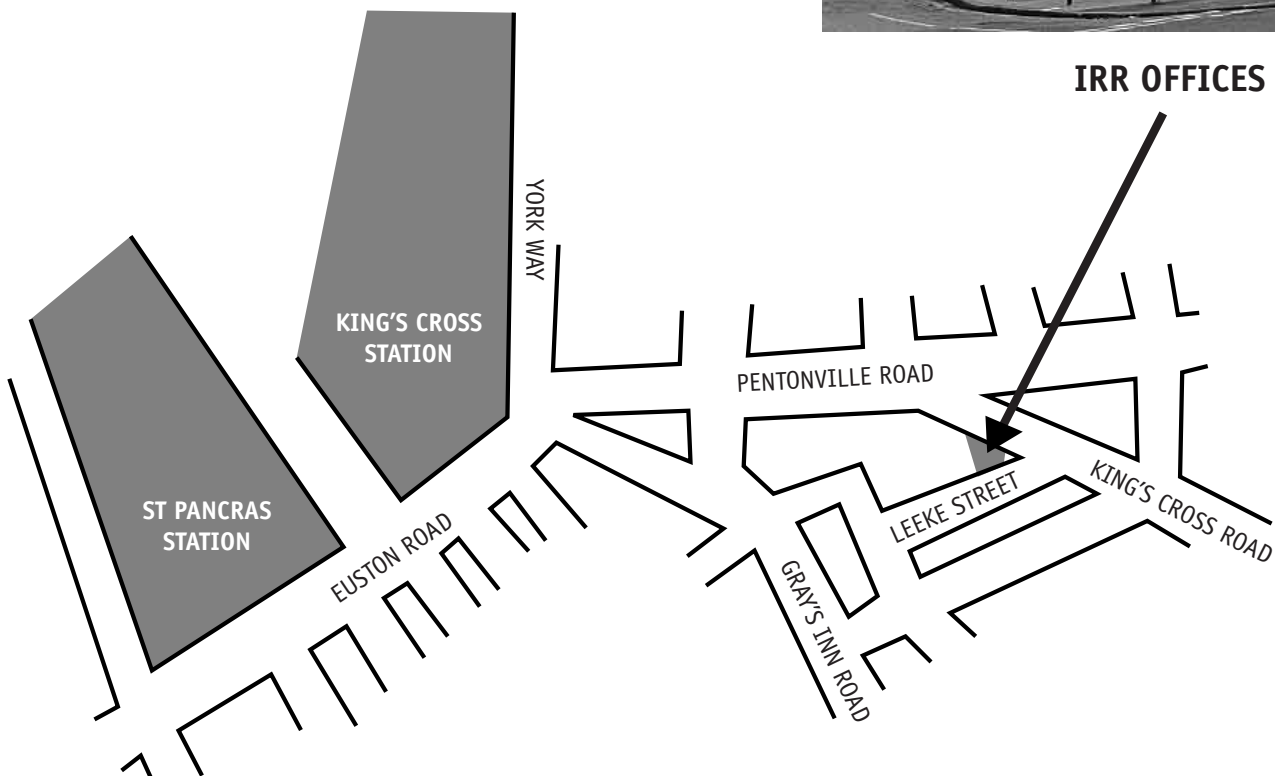 IRR OFFICES
YORK WAY
KING'S CROSS
STATION
PENTONVILLE ROAD
ST PANCRAS
STATION
EUSTON ROAD
LEEKE STREET
KING'S CROSS ROAD
GRAY'S INN ROAD